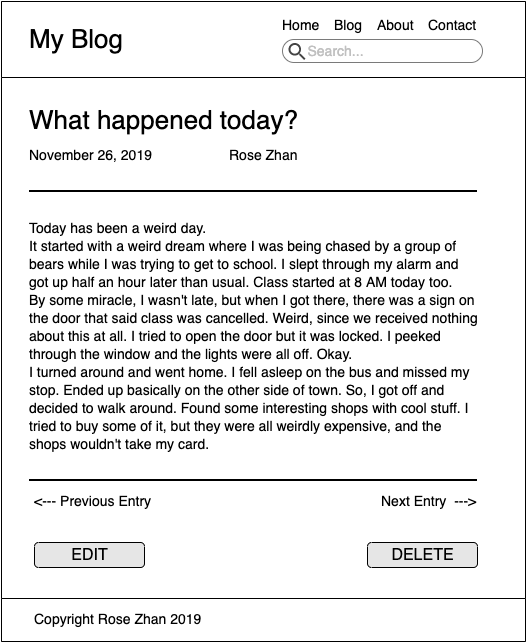 My Blog
Home Blog About Contact
Search...
What happened today?
November 26, 2019 Rose Zhan
Today has been a weird day.
It started with a weird dream where I was being chased by a group of
bears while I was trying to get to school. I slept through my alarm and
got up half an hour later than usual. Class started at 8 AM today too.
By some miracle, I wasn't late, but when I got there, there was a sign on
the door that said class was cancelled. Weird, since we received nothing
about this at all. I tried to open the door but it was locked. I peeked
through the window and the lights were all off. Okay.
I turned around and went home. I fell asleep on the bus and missed my
stop. Ended up basically on the other side of town. So, I got off and
decided to walk around. Found some interesting shops with cool stuff. I
tried to buy some of it, but they were all weirdly expensive, and the
shops wouldn't take my card.
<--- Previous Entry Next Entry --->
EDIT DELETE
Copyright Rose Zhan 2019